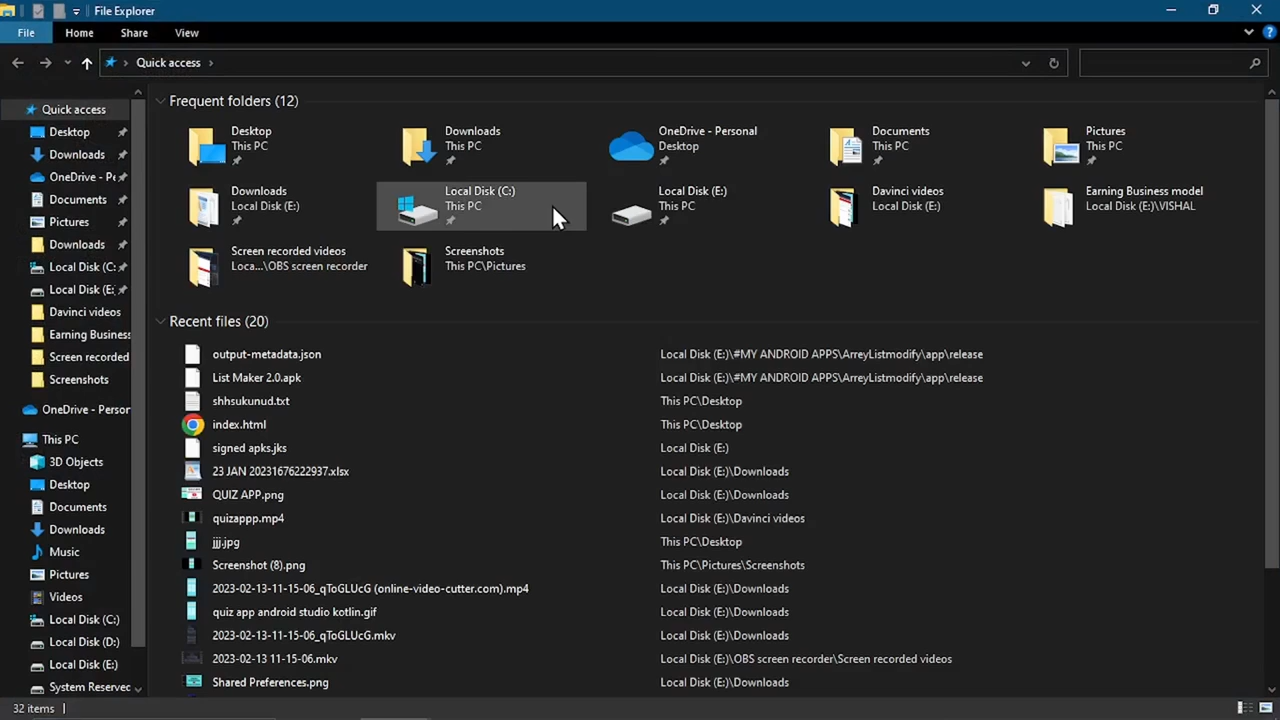 File Explorer
File Home Share View
Quick access
Quick access
Desktop
Downloads
OneDrive - Pe
Documents
Pictures
Downloads
Local Disk (C:
Local Disk (E:
Davinci videos
Earning Business
Screen recorded
Screenshots
OneDrive - Person
This PC
3D Objects
Desktop
Documents
Downloads
Music
Pictures
Videos
Local Disk (C:)
Local Disk (D:)
Local Disk (E:)
System Reserved
Frequent folders (12)
Desktop
This PC
Downloads
This PC
OneDrive - Personal
Desktop
Documents
This PC
Pictures
This PC
Downloads
Local Disk (E:)
Local Disk (C:)
This PC
Local Disk (E:)
This PC
Davinci videos
Local Disk (E:)
Earning Business model
Local Disk (E:)\VISHAL
Screen recorded videos
Loca...\OBS screen recorder
Screenshots
This PC\Pictures
Recent files (20)
output-metadata.json Local Disk (E:)\#MY ANDROID APPS\ArreyListmodify\app\release
List Maker 2.0.apk Local Disk (E:)\#MY ANDROID APPS\ArreyListmodify\app\release
shhsukunud.txt This PC\Desktop
index.html This PC\Desktop
signed apks.jks Local Disk (E:)
23 JAN 20231676222937.xlsx Local Disk (E:)\Downloads
QUIZ APP.png Local Disk (E:)\Downloads
quizappp.mp4 Local Disk (E:)\Davinci videos
jjj.jpg This PC\Desktop
Screenshot (8).png This PC\Pictures\Screenshots
2023-02-13-11-15-06_qToGLUcG (online-video-cutter.com).mp4 Local Disk (E:)\Downloads
quiz app android studio kotlin.gif Local Disk (E:)\Downloads
2023-02-13-11-15-06_qToGLUcG.mkv Local Disk (E:)\Downloads
2023-02-13 11-15-06.mkv Local Disk (E:)\OBS screen recorder\Screen recorded videos
Shared Preferences.png Local Disk (E:)\Downloads
32 items